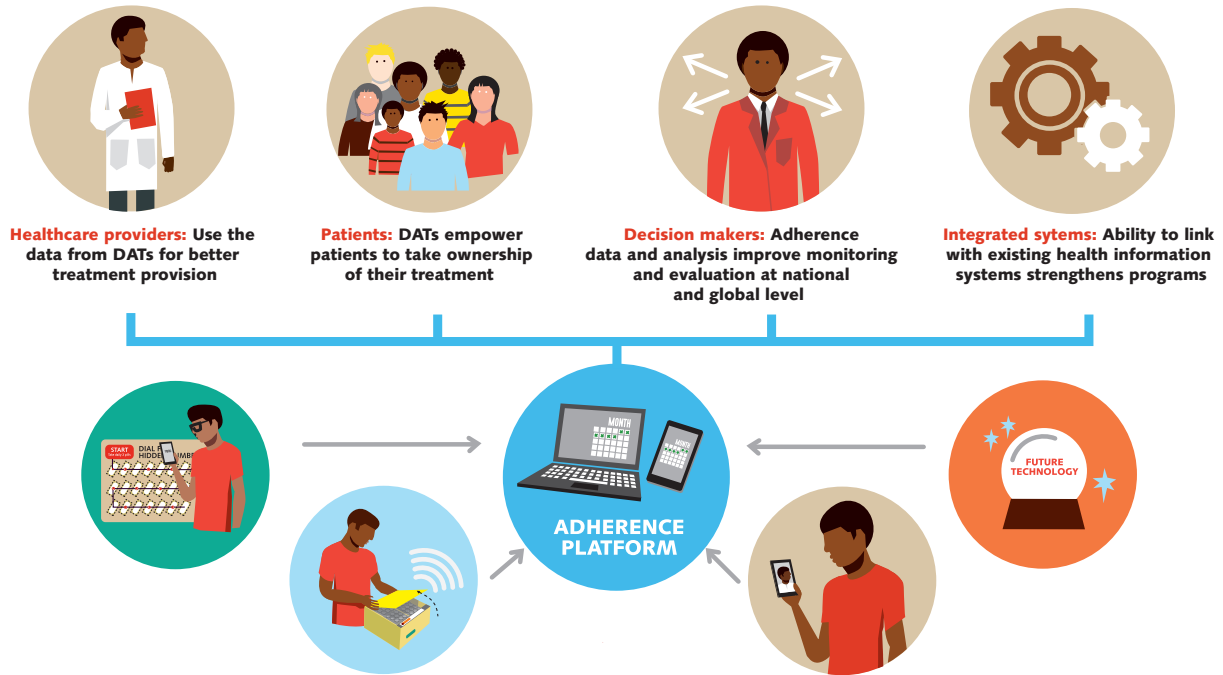 Healthcare providers: Use the
data from DATs for better
treatment provision
Patients: DATs empower
patients to take ownership
of their treatment
Decision makers: Adherence
data and analysis improve monitoring
and evaluation at national
and global level
Integrated sytems: Ability to link
with existing health information
systems strengthens programs
START
DIAL
HIDDE
MONTH
MONTH
ADHERENCE
PLATFORM
FUTURE
TECHNOLOGY